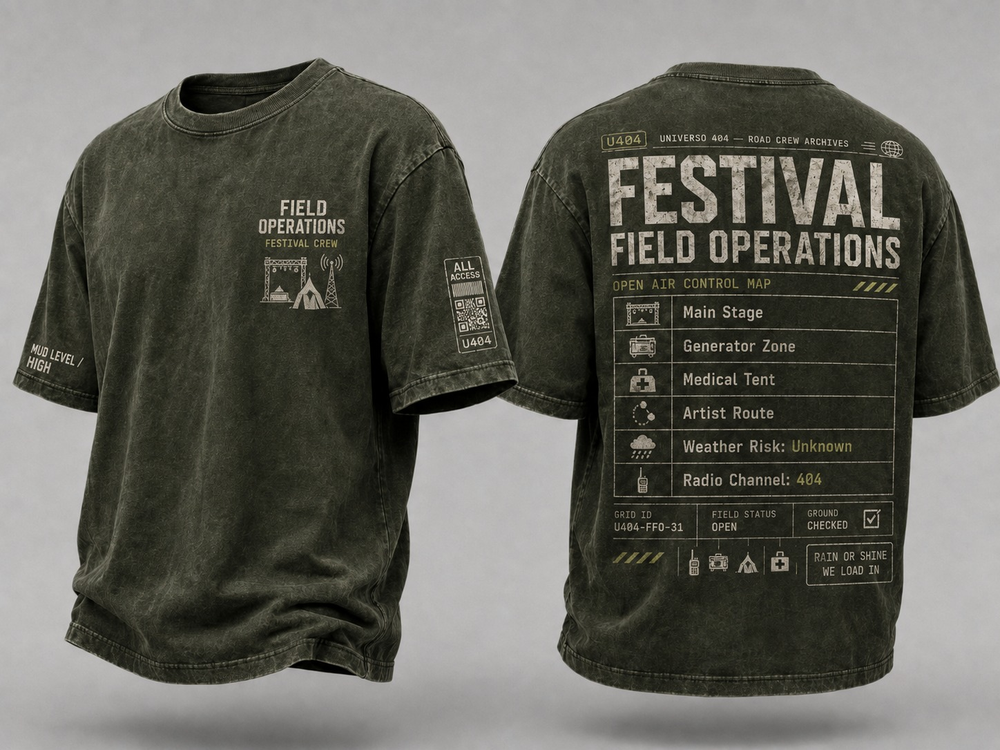 FIELD
OPERATIONS
FESTIVAL CREW
ALL
ACCESS
U404
MUD LEVEL /
HIGH
U404
UNIVERSO 404 — ROAD CREW ARCHIVES
FESTIVAL
FIELD OPERATIONS
OPEN AIR CONTROL MAP
Main Stage
Generator Zone
Medical Tent
Artist Route
Weather Risk: Unknown
Radio Channel: 404
GRID ID
U404-FFO-31
FIELD STATUS
OPEN
GROUND
CHECKED
RAIN OR SHINE
WE LOAD IN